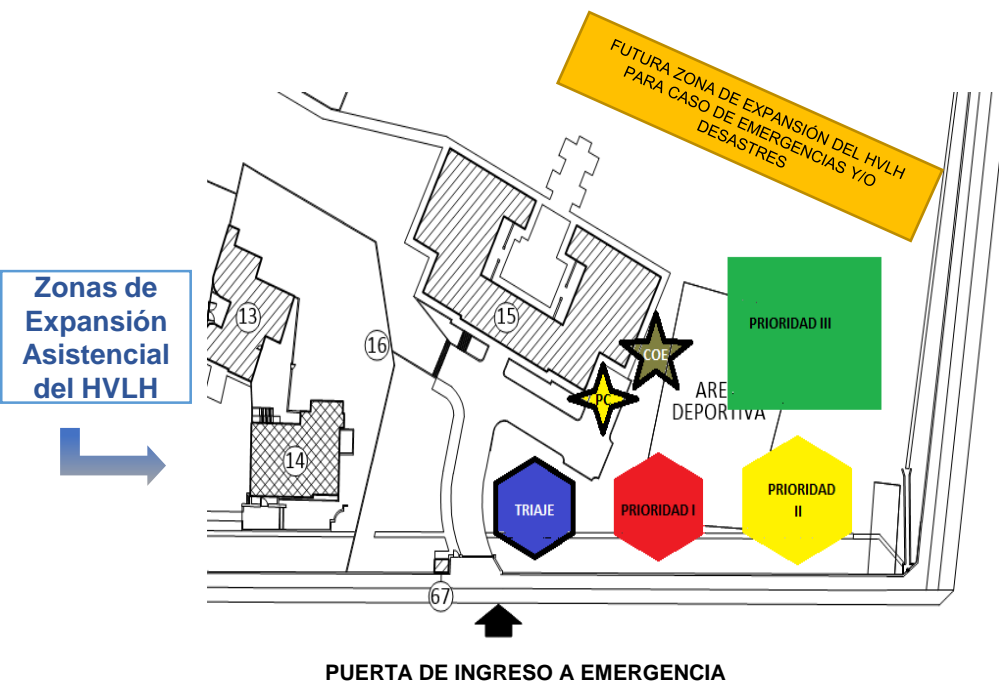 FUTURA ZONA DE EXPANSIÓN DEL HVLH
PARA CASO DE EMERGENCIAS Y/O
DESASTRES
Zonas de
Expansión
Asistencial
del HVLH
13
15
16
14
67
COE
PC
ARE
DEPORTIVA
PRIORIDAD III
TRIAJE
PRIORIDAD I
PRIORIDAD
II
PUERTA DE INGRESO A EMERGENCIA